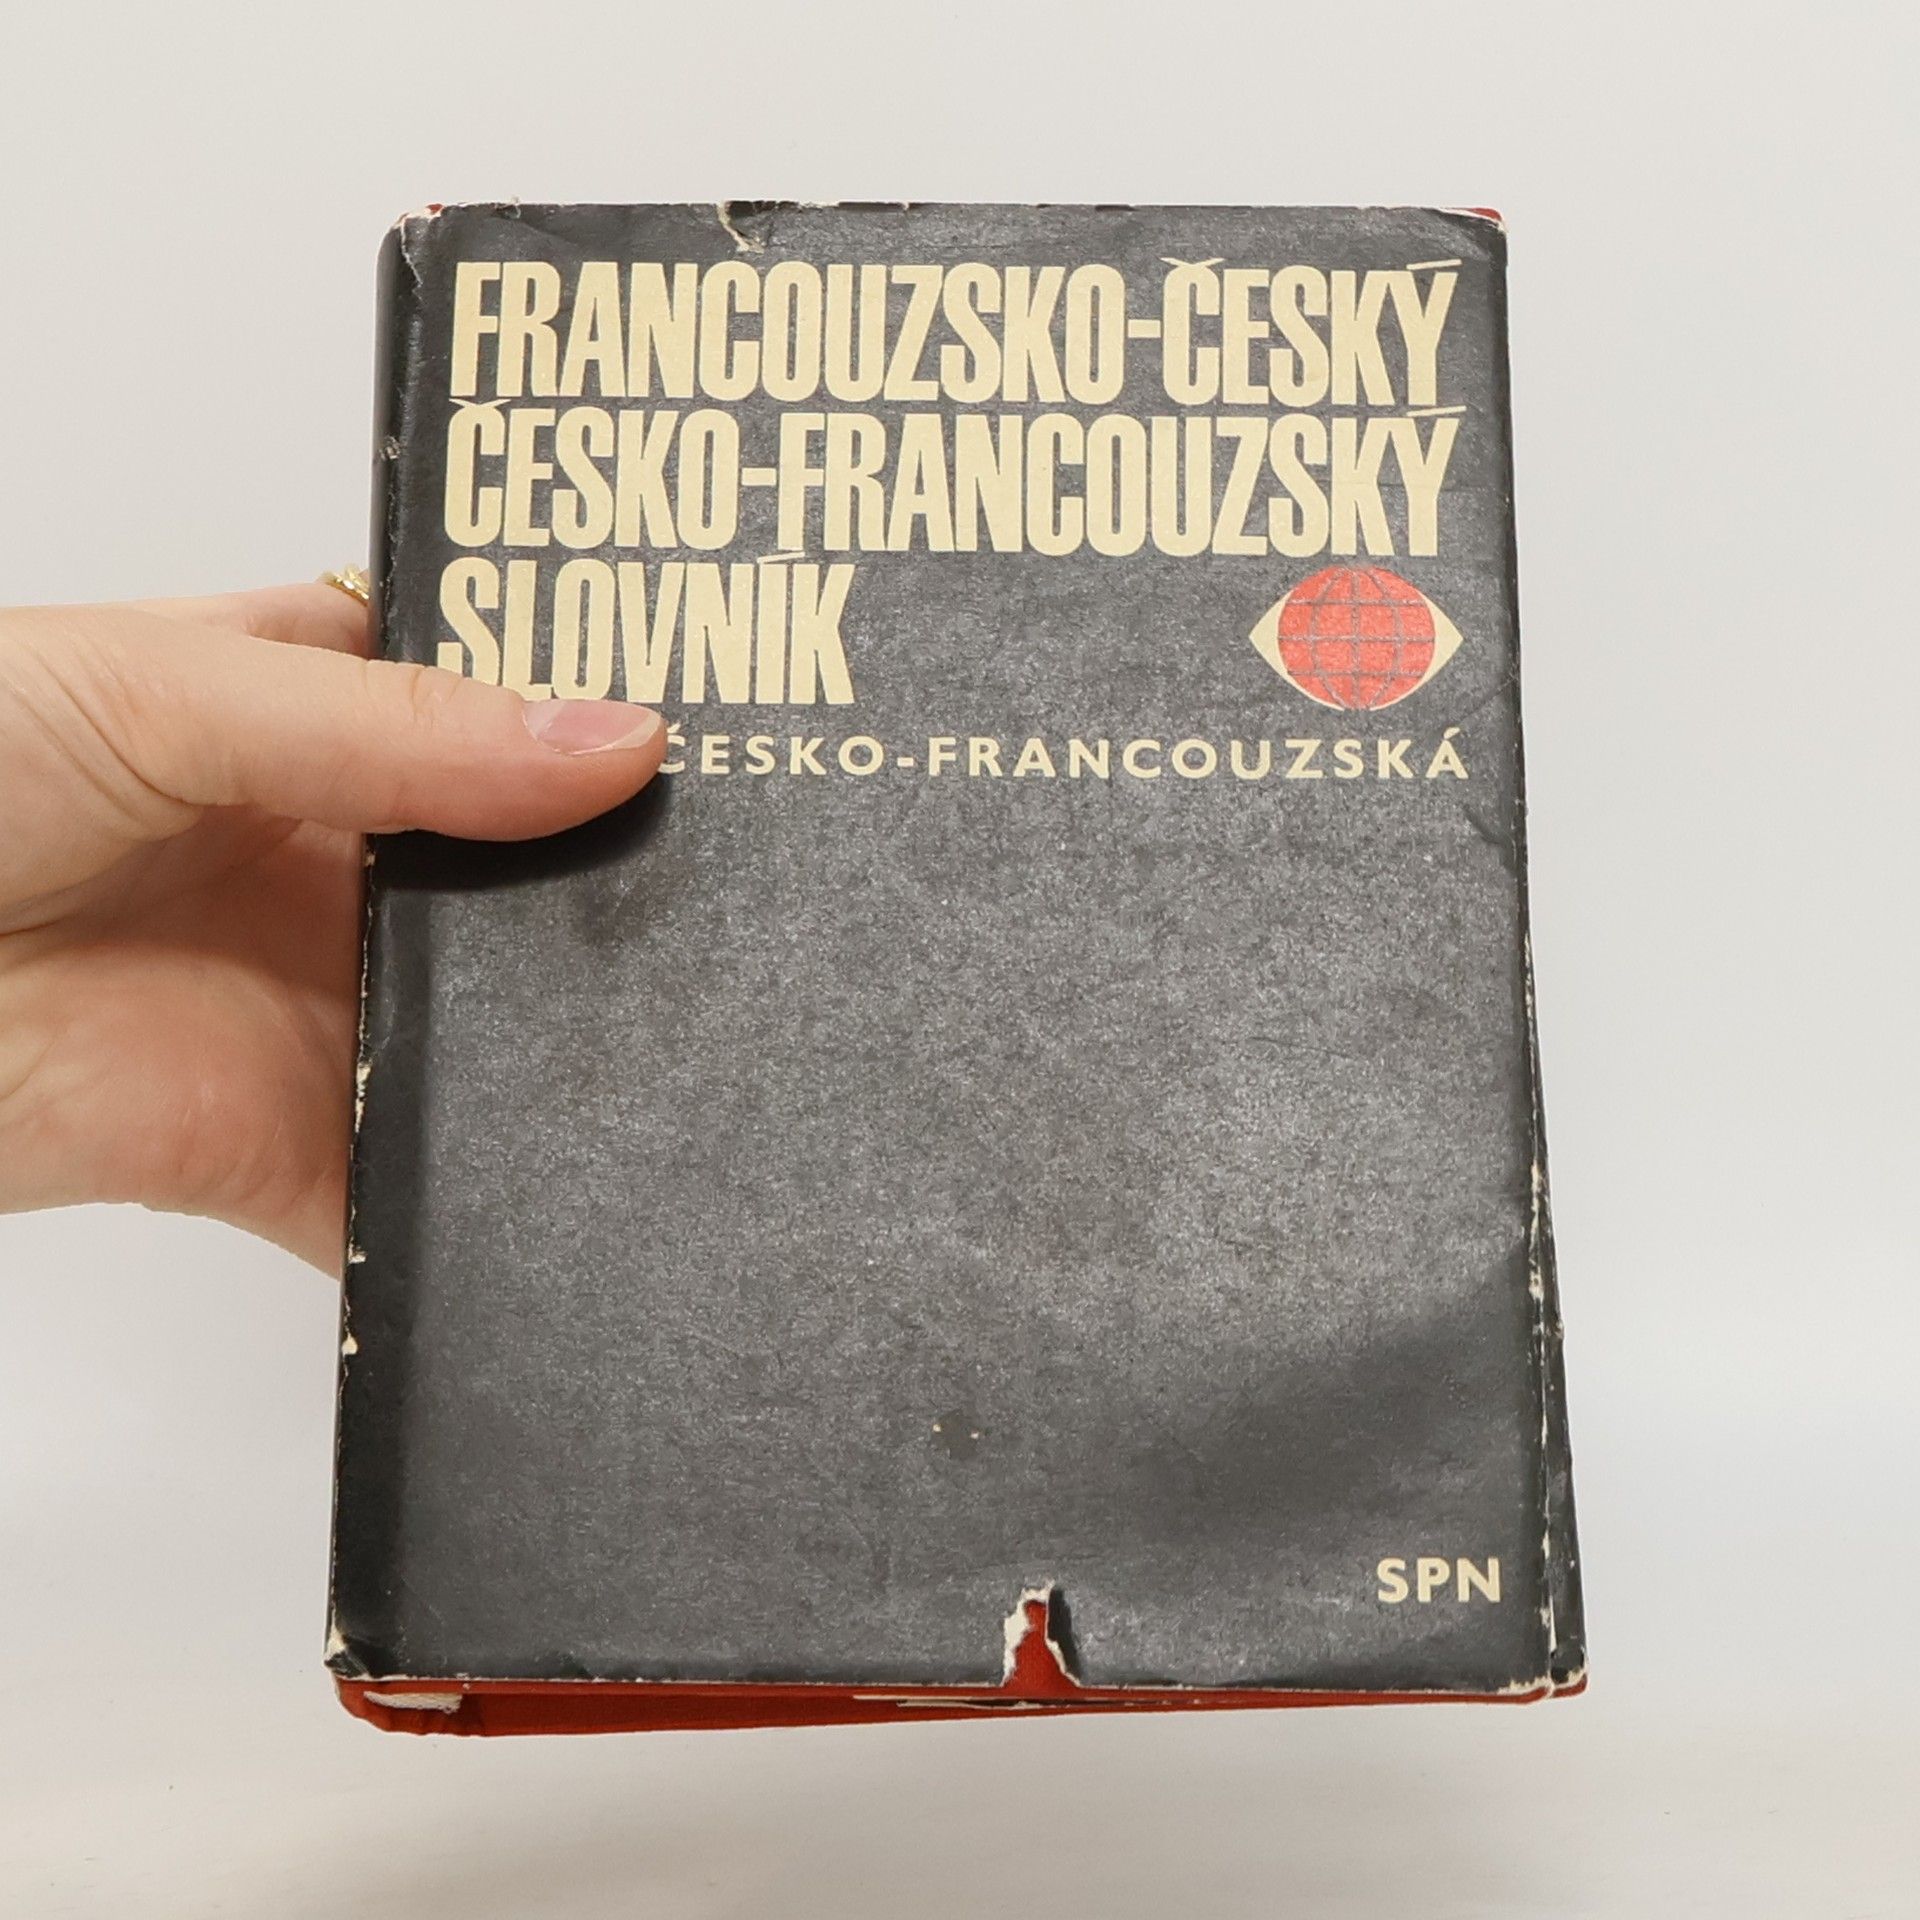 FRANCOUZSKO-ČESKÝ
ČESKO-FRANCOUZSKÝ
SLOVNÍK
ČESKO-FRANCOUZSKÁ
SPN